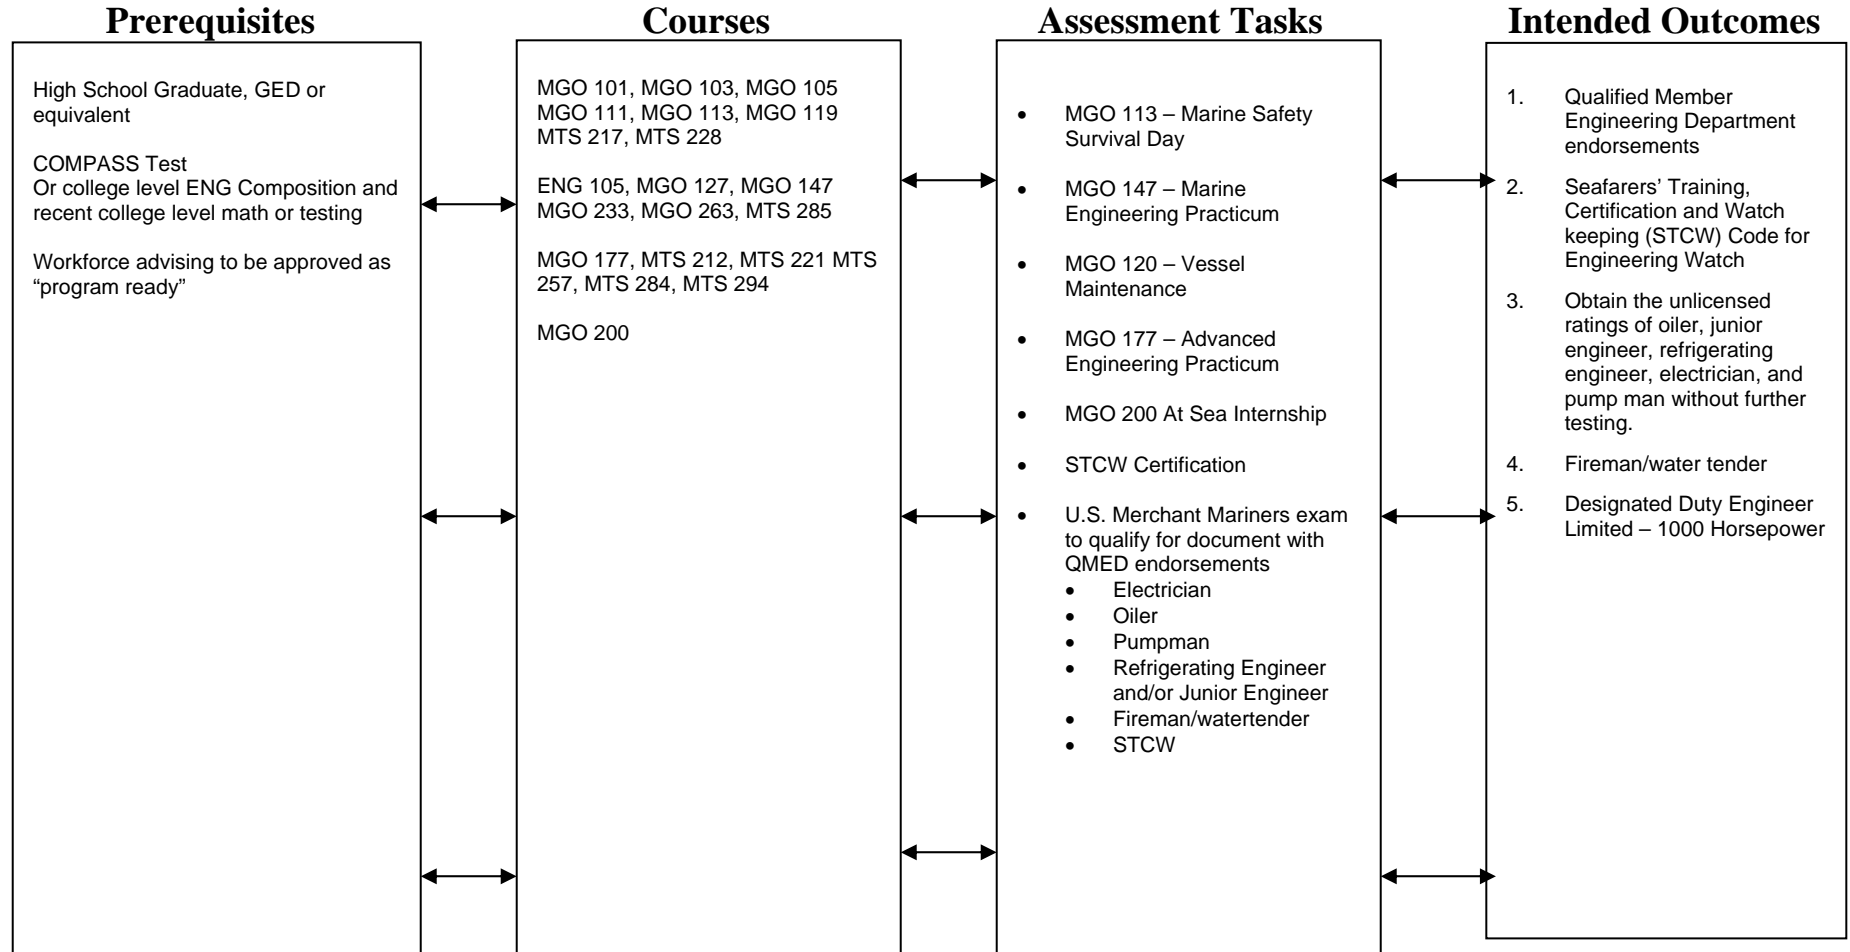 Prerequisites
High School Graduate, GED or
equivalent
COMPASS Test
Or college level ENG Composition and
recent college level math or testing
Workforce advising to be approved as
“program ready”
Courses
MGO 101, MGO 103, MGO 105
MGO 111, MGO 113, MGO 119
MTS 217, MTS 228
ENG 105, MGO 127, MGO 147
MGO 233, MGO 263, MTS 285
MGO 177, MTS 212, MTS 221 MTS
257, MTS 284, MTS 294
MGO 200
Assessment Tasks
• MGO 113 – Marine Safety
Survival Day
• MGO 147 – Marine
Engineering Practicum
• MGO 120 – Vessel
Maintenance
• MGO 177 – Advanced
Engineering Practicum
• MGO 200 At Sea Internship
• STCW Certification
• U.S. Merchant Mariners exam
to qualify for document with
QMED endorsements
• Electrician
• Oiler
• Pumpman
• Refrigerating Engineer
and/or Junior Engineer
• Fireman/watertender
• STCW
Intended Outcomes
1. Qualified Member
Engineering Department
endorsements
2. Seafarers’ Training,
Certification and Watch
keeping (STCW) Code for
Engineering Watch
3. Obtain the unlicensed
ratings of oiler, junior
engineer, refrigerating
engineer, electrician, and
pump man without further
testing.
4. Fireman/water tender
5. Designated Duty Engineer
Limited – 1000 Horsepower